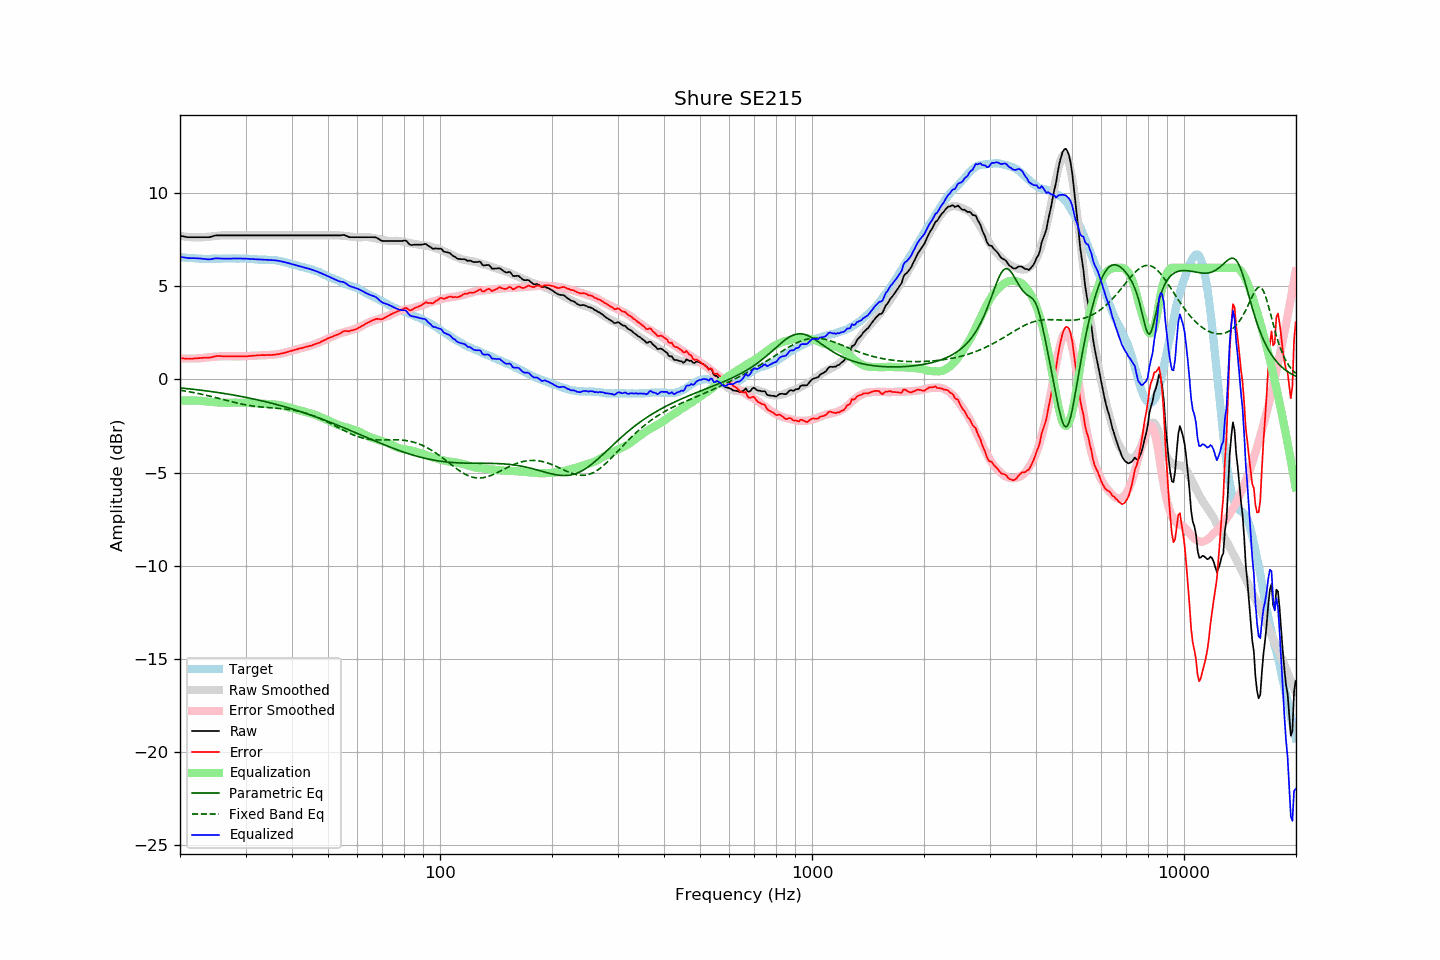 Shure SE215
Amplitude (dBr)
10
5
0
−5
−10
−15
−20
−25
Target
Raw Smoothed
Error Smoothed
Raw
Error
Equalization
Parametric Eq
Fixed Band Eq
Equalized
100
1000
10000
Frequency (Hz)